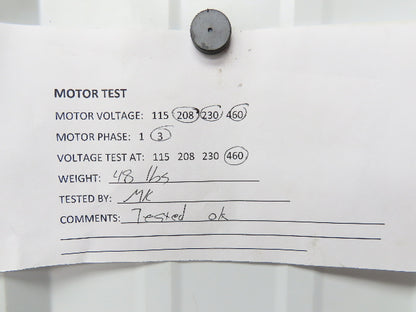 MOTOR TEST
MOTOR VOLTAGE: 115 208 230 460
MOTOR PHASE: 1 3
VOLTAGE TEST AT: 115 208 230 460
WEIGHT: 48 lbs
TESTED BY: MK
COMMENTS: Tested ok